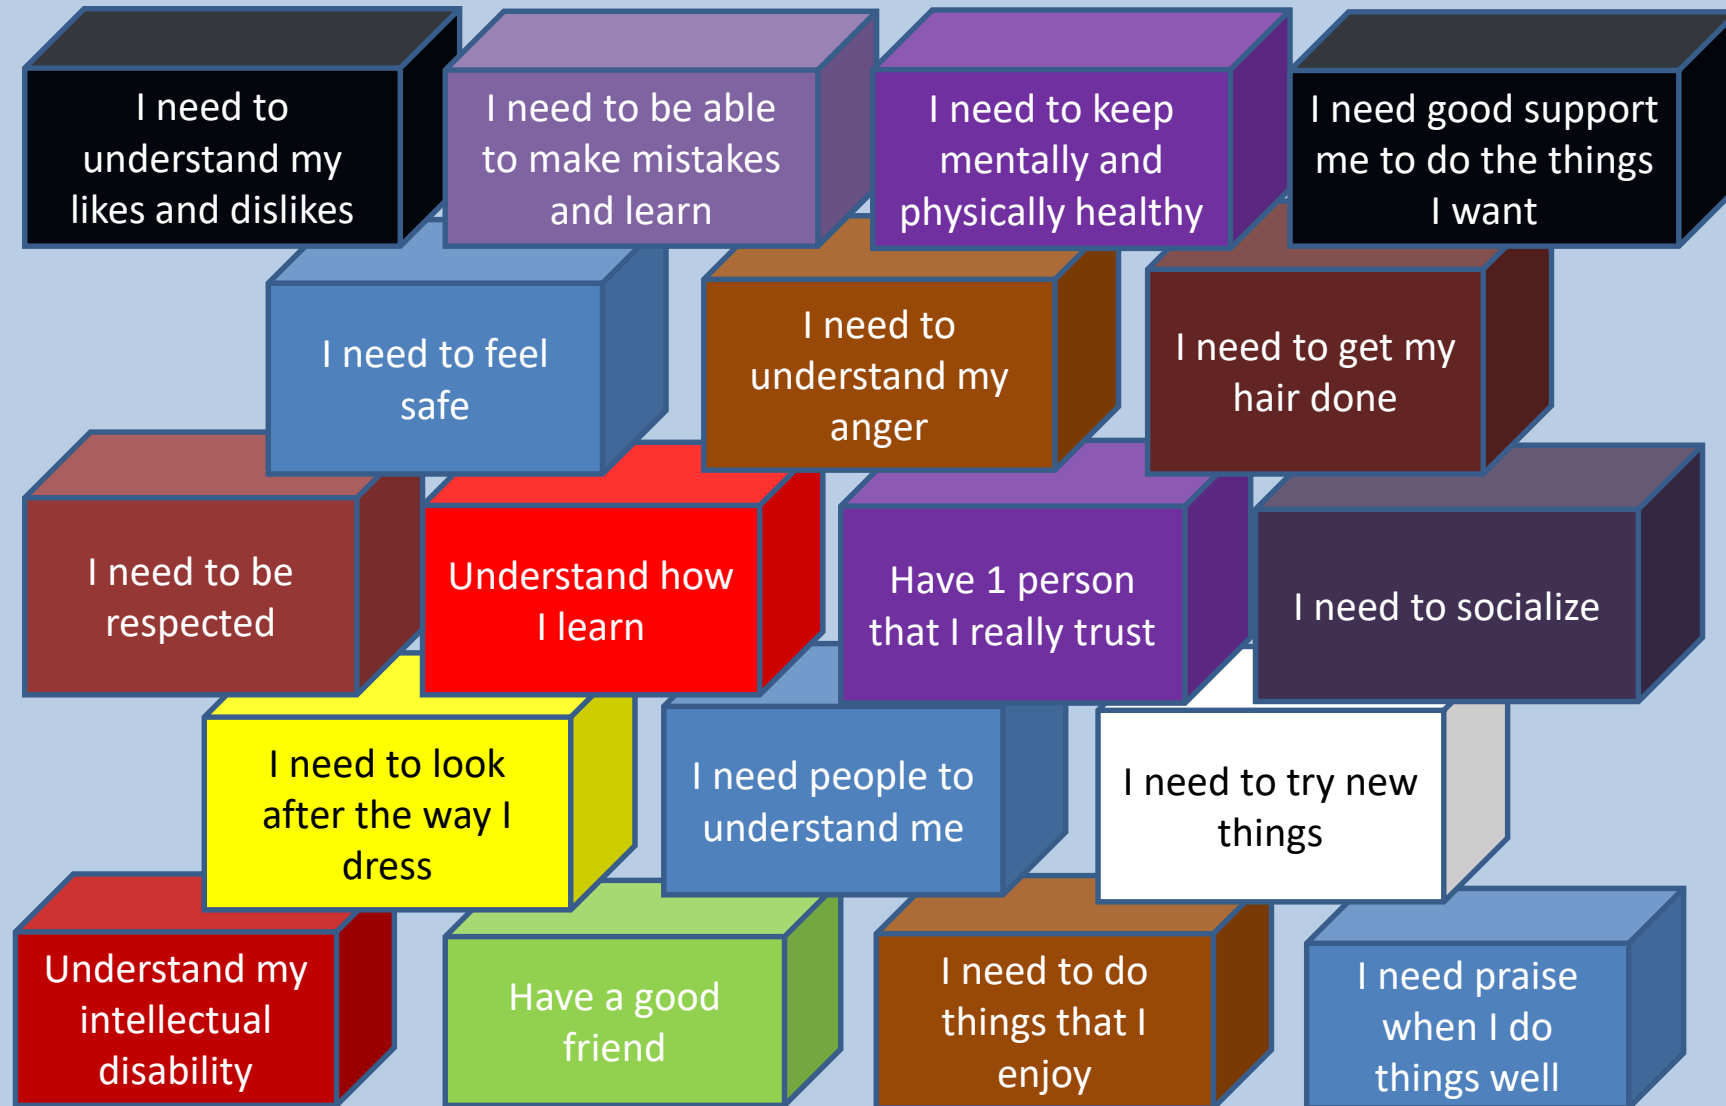 I need to
understand my
likes and dislikes
I need to be able
to make mistakes
and learn
I need to keep
mentally and
physically healthy
I need good support
me to do the things
I want
I need to feel
safe
I need to
understand my
anger
I need to get my
hair done
I need to be
respected
Understand how
I learn
Have 1 person
that I really trust
I need to socialize
I need to look
after the way I
dress
I need people to
understand me
I need to try new
things
Understand my
intellectual
disability
Have a good
friend
I need to do
things that I
enjoy
I need praise
when I do
things well